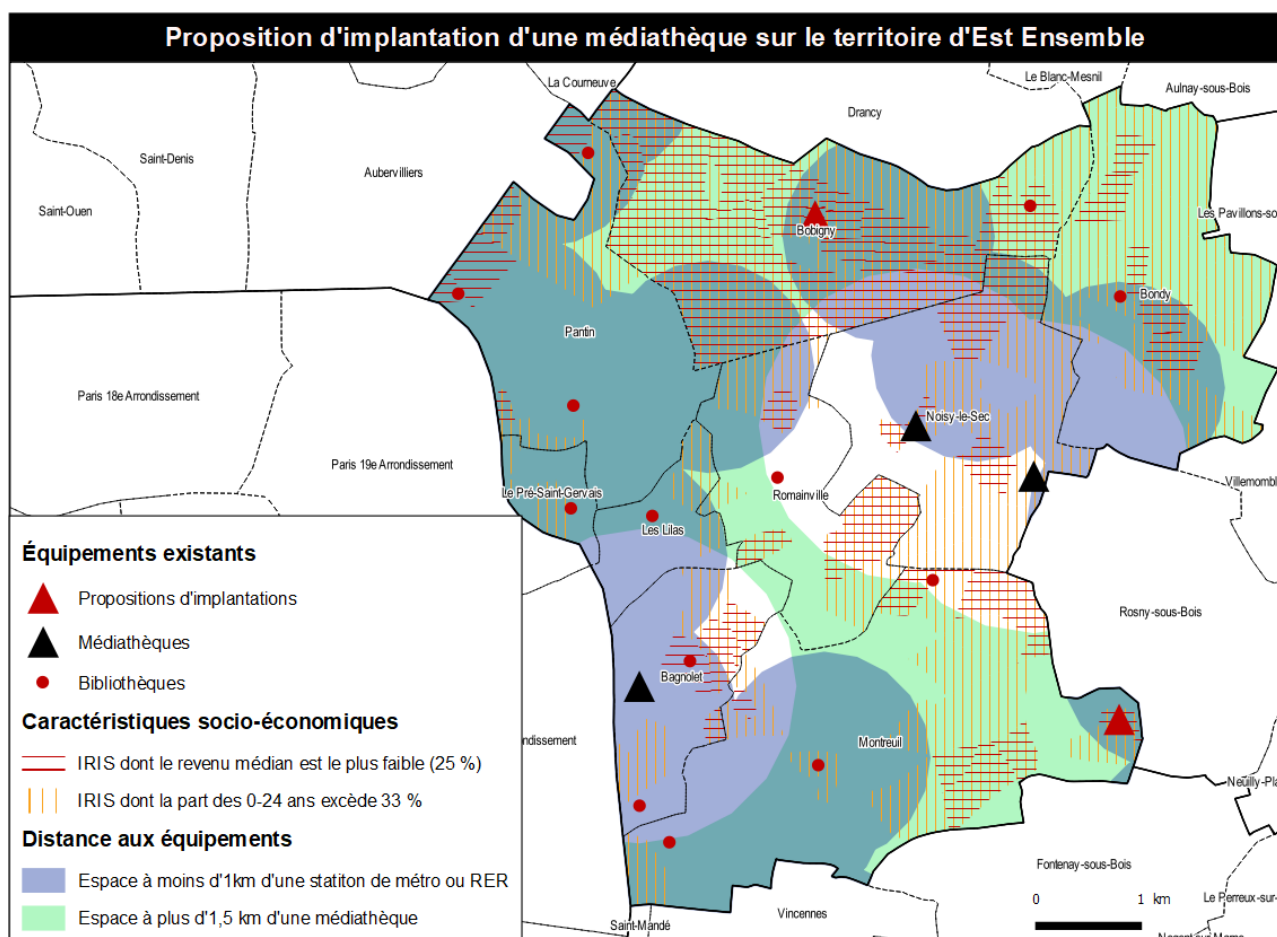 Proposition d'implantation d'une médiathèque sur le territoire d'Est Ensemble
La Courneuve
Le Blanc-Mesnil
Aulnay-sous-Bois
Drancy
Saint-Denis
Aubervilliers
Saint-Ouen
Les Pavillons-so
Bobigny
Bondy
Pantin
Paris 18e Arrondissement
Noisy-le-Sec
Paris 19e Arrondissement
Le Pré-Saint-Gervais
Romainville
Villemombl
Les Lilas
Rosny-sous-Bois
Bagnolet
ndissement
Montreuil
Neuilly-Pla
Fontenay-sous-Bois
Le Perreux-sur-
Vincennes
Saint-Mandé
Nogent-sur-Marne
0 1 km
Équipements existants
Propositions d'implantations
Médiathèques
Bibliothèques
Caractéristiques socio-économiques
IRIS dont le revenu médian est le plus faible (25 %)
IRIS dont la part des 0-24 ans excède 33 %
Distance aux équipements
Espace à moins d'1km d'une statiton de métro ou RER
Espace à plus d'1,5 km d'une médiathèque